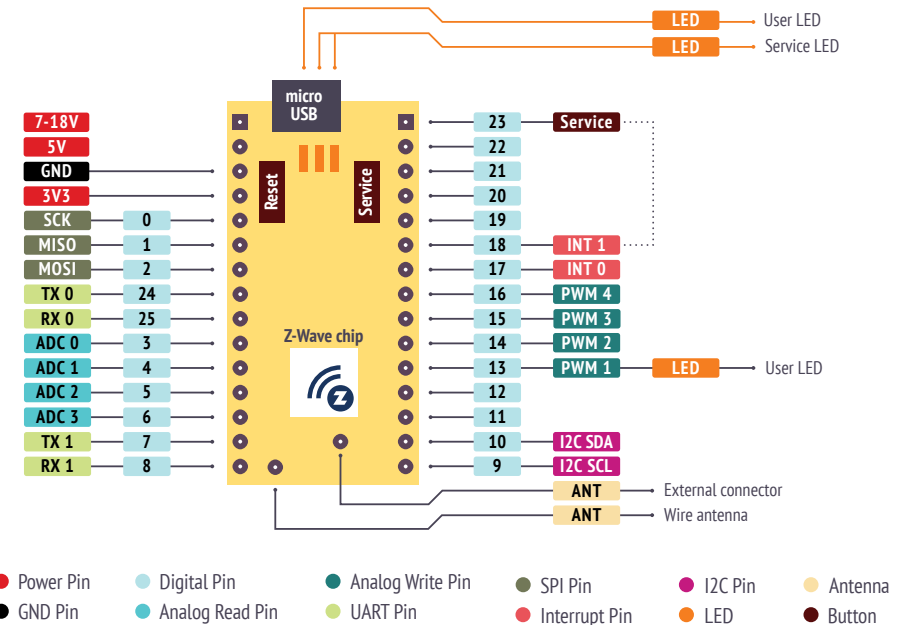 LED User LED
LED Service LED
micro
USB
7-18V 23 Service
5V 22
GND 21
3V3 20
Reset Service
SCK 0 19
MISO 1 18 INT 1
MOSI 2 17 INT 0
TX 0 24 16 PWM 4
RX 0 25 15 PWM 3
Z-Wave chip
ADC 0 3 14 PWM 2
ADC 1 4 13 PWM 1 LED User LED
ADC 2 5 12
Z
ADC 3 6 11
TX 1 7 10 I2C SDA
RX 1 8 9 I2C SCL
ANT External connector
ANT Wire antenna
Power Pin Digital Pin Analog Write Pin SPI Pin I2C Pin Antenna
GND Pin Analog Read Pin UART Pin Interrupt Pin LED Button